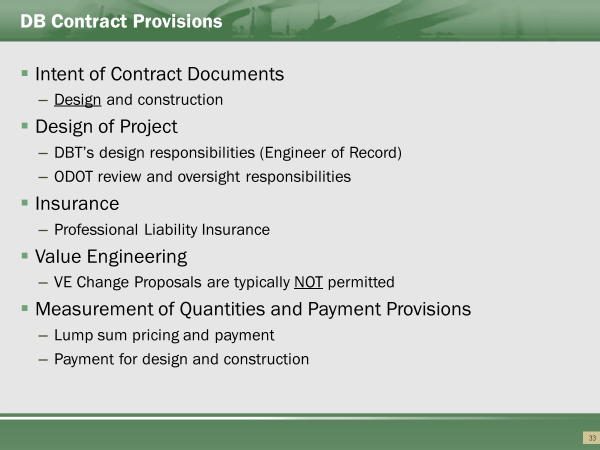 DB Contract Provisions
▪ Intent of Contract Documents
– Design and construction
▪ Design of Project
– DBT's design responsibilities (Engineer of Record)
– ODOT review and oversight responsibilities
▪ Insurance
– Professional Liability Insurance
▪ Value Engineering
– VE Change Proposals are typically NOT permitted
▪ Measurement of Quantities and Payment Provisions
– Lump sum pricing and payment
– Payment for design and construction
33